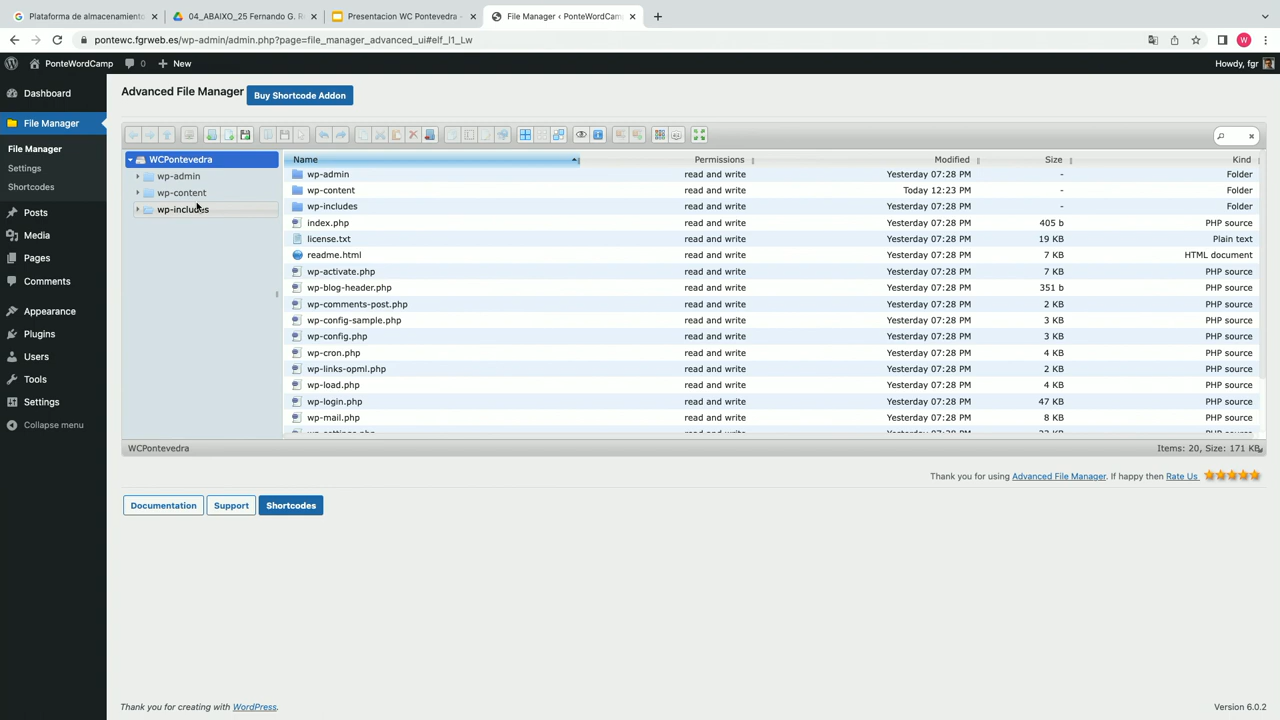 Plataforma de almacenamiento
04_ABAIXO_25 Fernando G. R
Presentacion WC Pontevedra -
File Manager ‹ PonteWordCam
pontewc.fgrweb.es/wp-admin/admin.php?page=file_manager_advanced_ui#elf_l1_Lw
W
PonteWordCamp
0
New
Howdy, fgr
Dashboard
File Manager
File Manager
Settings
Shortcodes
Posts
Media
Pages
Comments
Appearance
Plugins
Users
Tools
Settings
Collapse menu
Advanced File Manager
Buy Shortcode Addon
WCPontevedra
wp-admin
wp-content
wp-includes
Name Permissions Modified Size Kind
wp-admin read and write Yesterday 07:28 PM - Folder
wp-content read and write Today 12:23 PM - Folder
wp-includes read and write Yesterday 07:28 PM - Folder
index.php read and write Yesterday 07:28 PM 405 b PHP source
license.txt read and write Yesterday 07:28 PM 19 KB Plain text
readme.html read and write Yesterday 07:28 PM 7 KB HTML document
wp-activate.php read and write Yesterday 07:28 PM 7 KB PHP source
wp-blog-header.php read and write Yesterday 07:28 PM 351 b PHP source
wp-comments-post.php read and write Yesterday 07:28 PM 2 KB PHP source
wp-config-sample.php read and write Yesterday 07:28 PM 3 KB PHP source
wp-config.php read and write Yesterday 07:28 PM 3 KB PHP source
wp-cron.php read and write Yesterday 07:28 PM 4 KB PHP source
wp-links-opml.php read and write Yesterday 07:28 PM 2 KB PHP source
wp-load.php read and write Yesterday 07:28 PM 4 KB PHP source
wp-login.php read and write Yesterday 07:28 PM 47 KB PHP source
wp-mail.php read and write Yesterday 07:28 PM 8 KB PHP source
WCPontevedra
Items: 20, Size: 171 KB
Thank you for using Advanced File Manager. If happy then Rate Us
Documentation
Support
Shortcodes
Thank you for creating with WordPress.
Version 6.0.2